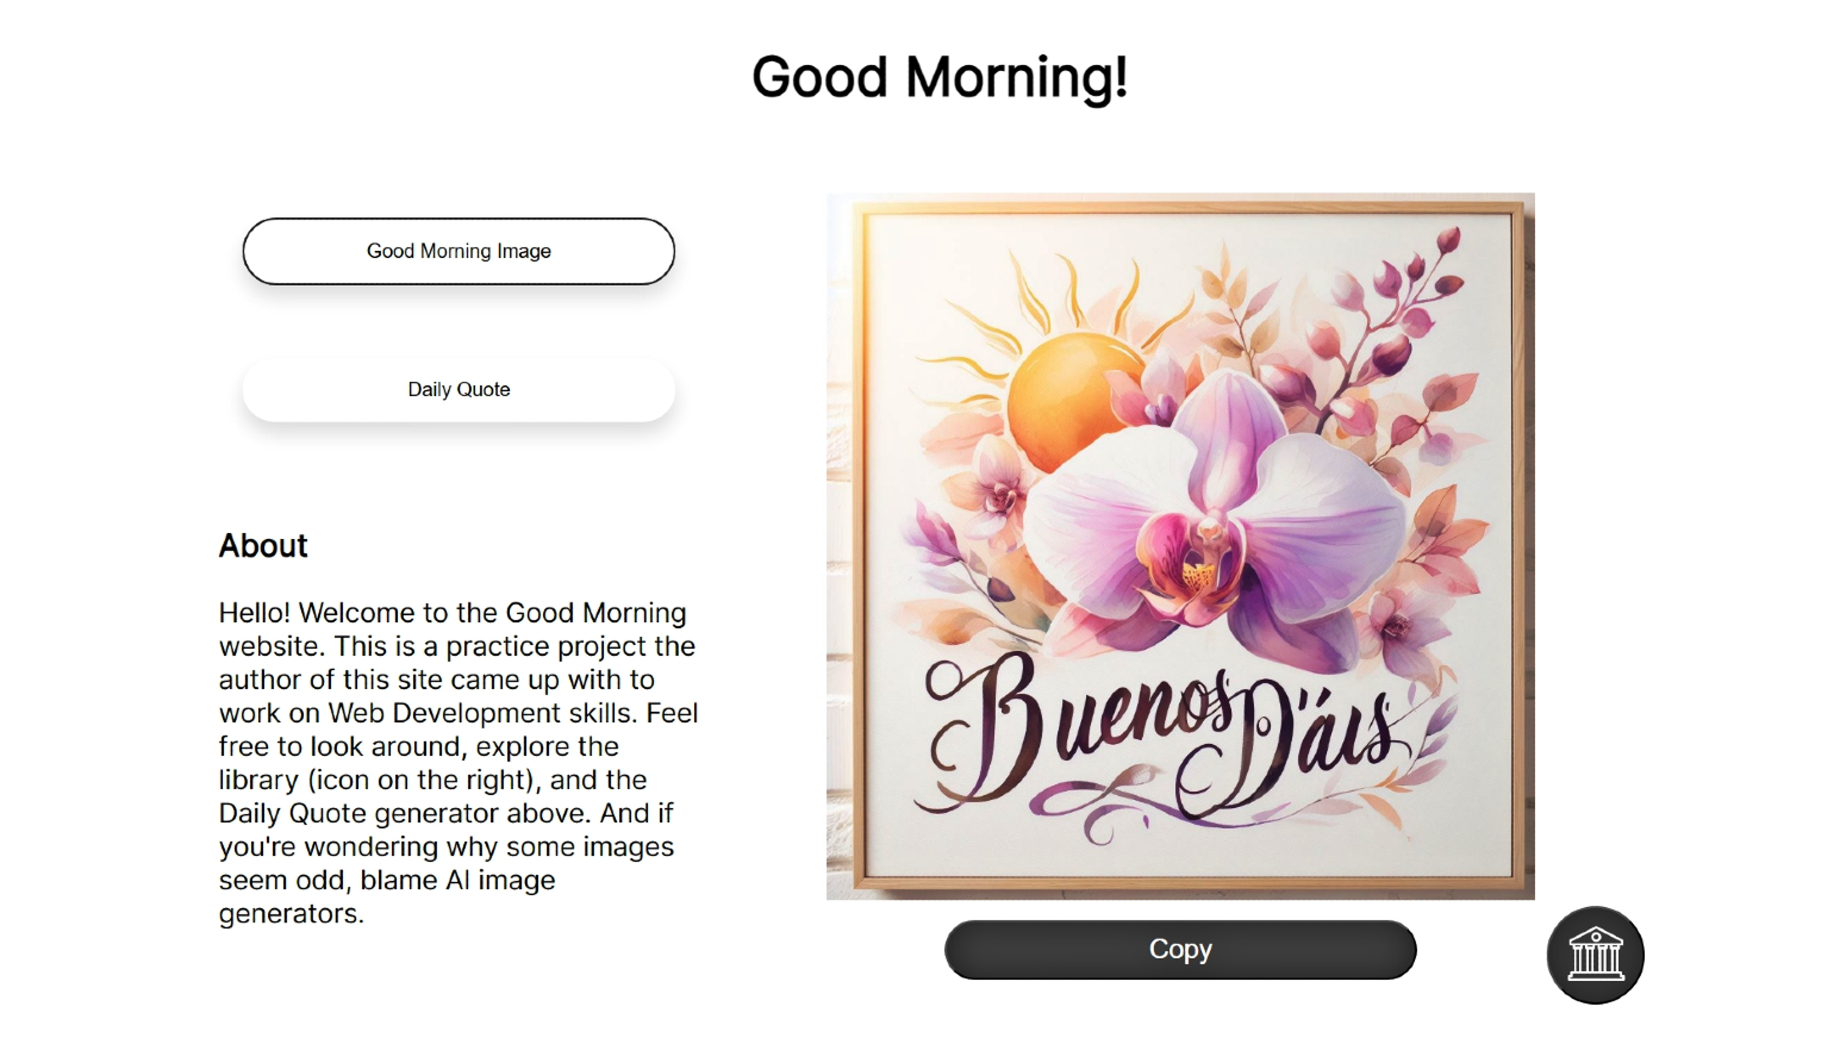 Good Morning!
Good Morning Image
Daily Quote
About
Hello! Welcome to the Good Morning
website. This is a practice project the
author of this site came up with to
work on Web Development skills. Feel
free to look around, explore the
library (icon on the right), and the
Daily Quote generator above. And if
you're wondering why some images
seem odd, blame AI image
generators.
Buenos D'áis
Copy